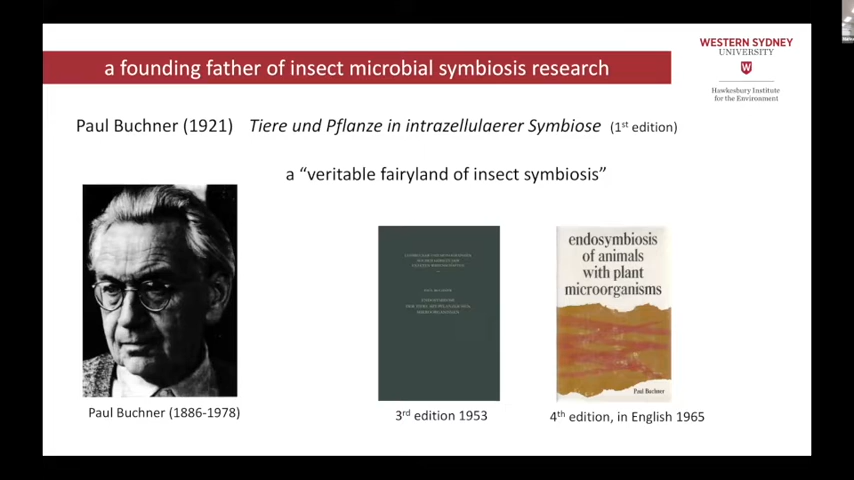 WESTERN SYDNEY
UNIVERSITY
W
Hawkesbury Institute
for the Environment
a founding father of insect microbial symbiosis research
Paul Buchner (1921) Tiere und Pflanze in intrazellulaerer Symbiose (1st edition)
a “veritable fairyland of insect symbiosis”
endosymbiosis
of animals
with plant
microorganisms
Paul Buchner
Paul Buchner (1886-1978)
3rd edition 1953
4th edition, in English 1965